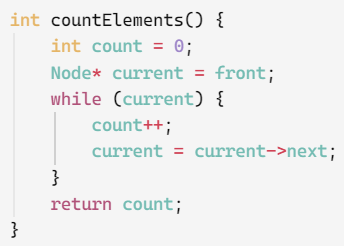 int countElements() {
    int count = 0;
    Node* current = front;
    while (current) {
        count++;
        current = current->next;
    }
    return count;
}